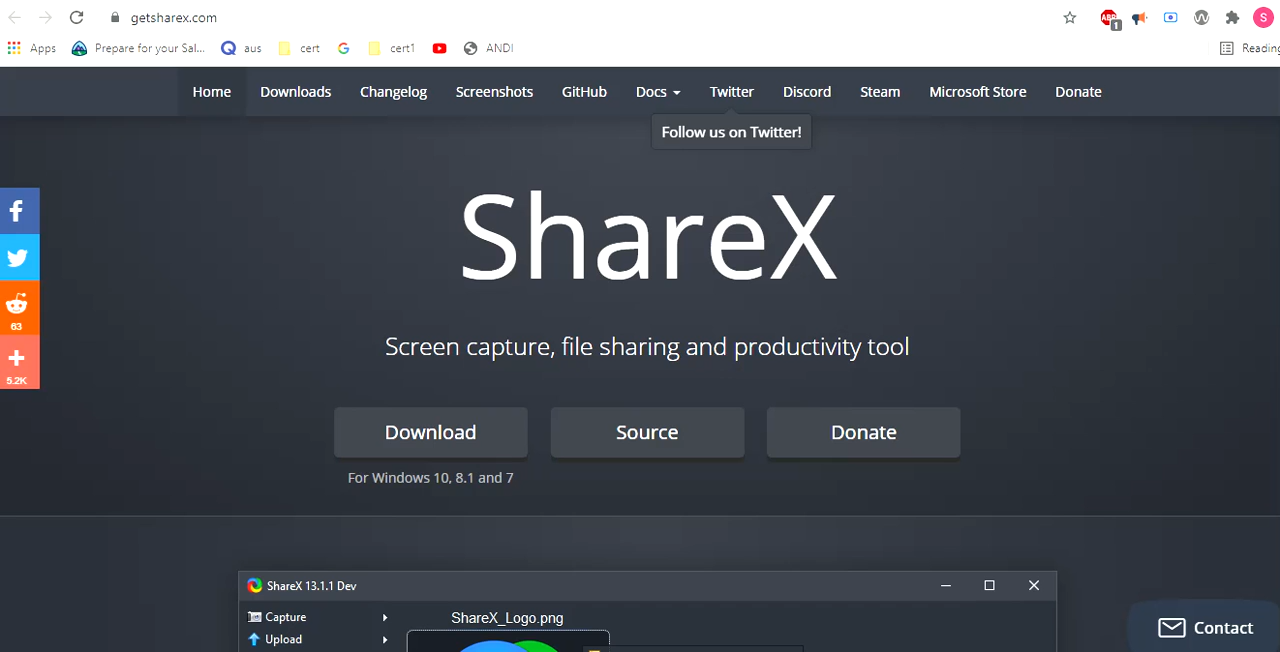 getsharex.com
1
S
Apps Prepare for your Sal... aus cert cert1 ANDI Reading
Home Downloads Changelog Screenshots GitHub Docs Twitter Discord Steam Microsoft Store Donate
Follow us on Twitter!
ShareX
63
5.2K
Screen capture, file sharing and productivity tool
Download Source Donate
For Windows 10, 8.1 and 7
ShareX 13.1.1 Dev
Capture ShareX_Logo.png
Upload
Contact